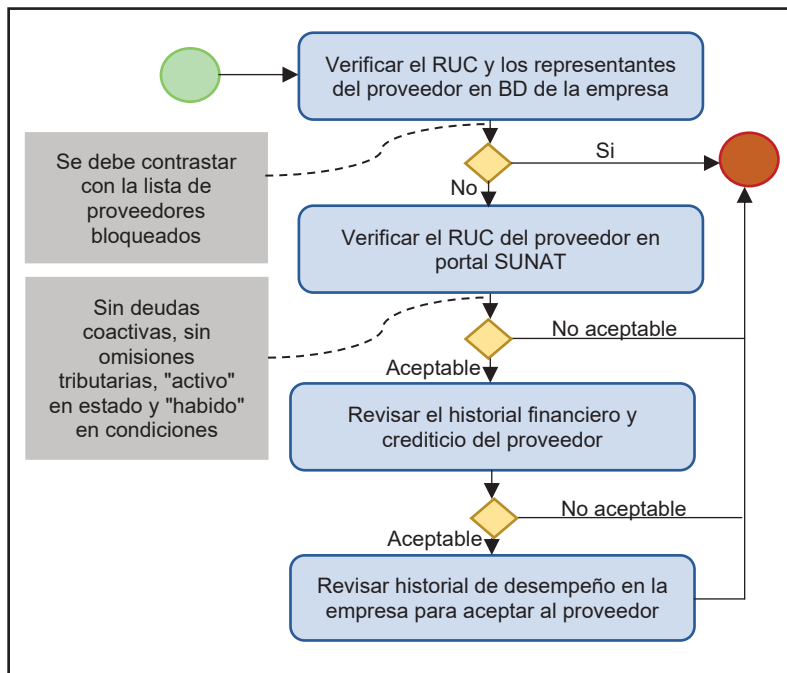 Verificar el RUC y los representantes
del proveedor en BD de la empresa
Se debe contrastar
con la lista de
proveedores
bloqueados
Si
No
Verificar el RUC del proveedor en
portal SUNAT
Sin deudas
coactivas, sin
omisiones
tributarias, "activo"
en estado y "habido"
en condiciones
No aceptable
Aceptable
Revisar el historial financiero y
crediticio del proveedor
No aceptable
Aceptable
Revisar historial de desempeño en la
empresa para aceptar al proveedor